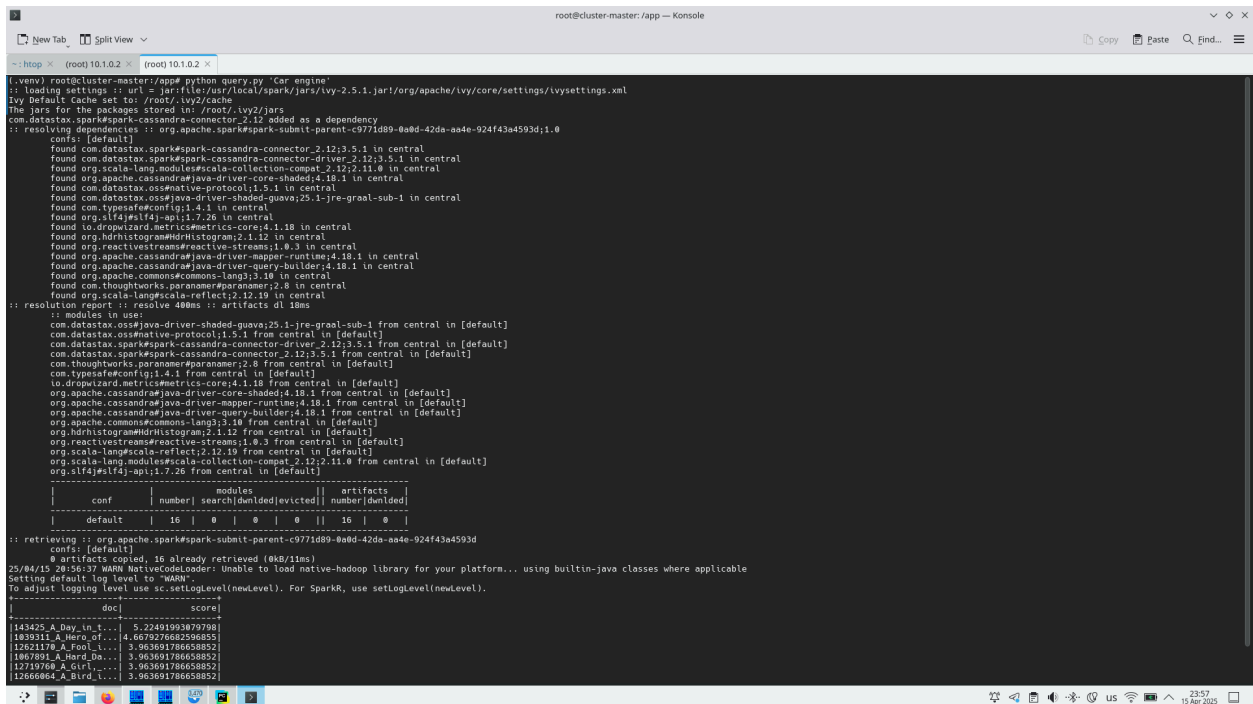 root@cluster-master: /app — Konsole
New Tab Split View Copy Paste Find...
~ : htop (root) 10.1.0.2 (root) 10.1.0.2
(.venv) root@cluster-master:/app# python query.py 'Car engine'
:: loading settings :: url = jar:file:/usr/local/spark/jars/ivy-2.5.1.jar!/org/apache/ivy/core/settings/ivysettings.xml
Ivy Default Cache set to: /root/.ivy2/cache
The jars for the packages stored in: /root/.ivy2/jars
com.datastax.spark#spark-cassandra-connector_2.12 added as a dependency
:: resolving dependencies :: org.apache.spark#spark-submit-parent-c9771d89-0a0d-42da-aa4e-924f43a4593d;1.0
confs: [default]
found com.datastax.spark#spark-cassandra-connector_2.12;3.5.1 in central
found com.datastax.spark#spark-cassandra-connector-driver_2.12;3.5.1 in central
found org.scala-lang.modules#scala-collection-compat_2.12;2.11.0 in central
found org.apache.cassandra#java-driver-core-shaded;4.18.1 in central
found com.datastax.oss#native-protocol;1.5.1 in central
found com.datastax.oss#java-driver-shaded-guava;25.1-jre-graal-sub-1 in central
found com.typesafe#config;1.4.1 in central
found org.slf4j#slf4j-api;1.7.26 in central
found io.dropwizard.metrics#metrics-core;4.1.18 in central
found org.hdrhistogram#HdrHistogram;2.1.12 in central
found org.reactivestreams#reactive-streams;1.0.3 in central
found org.apache.cassandra#java-driver-mapper-runtime;4.18.1 in central
found org.apache.cassandra#java-driver-query-builder;4.18.1 in central
found org.apache.commons#commons-lang3;3.10 in central
found com.thoughtworks.paranamer#paranamer;2.8 in central
found org.scala-lang#scala-reflect;2.12.19 in central
:: resolution report :: resolve 400ms :: artifacts dl 18ms
:: modules in use:
com.datastax.oss#java-driver-shaded-guava;25.1-jre-graal-sub-1 from central in [default]
com.datastax.oss#native-protocol;1.5.1 from central in [default]
com.datastax.spark#spark-cassandra-connector-driver_2.12;3.5.1 from central in [default]
com.datastax.spark#spark-cassandra-connector_2.12;3.5.1 from central in [default]
com.thoughtworks.paranamer#paranamer;2.8 from central in [default]
com.typesafe#config;1.4.1 from central in [default]
io.dropwizard.metrics#metrics-core;4.1.18 from central in [default]
org.apache.cassandra#java-driver-core-shaded;4.18.1 from central in [default]
org.apache.cassandra#java-driver-mapper-runtime;4.18.1 from central in [default]
org.apache.cassandra#java-driver-query-builder;4.18.1 from central in [default]
org.apache.commons#commons-lang3;3.10 from central in [default]
org.hdrhistogram#HdrHistogram;2.1.12 from central in [default]
org.reactivestreams#reactive-streams;1.0.3 from central in [default]
org.scala-lang#scala-reflect;2.12.19 from central in [default]
org.scala-lang.modules#scala-collection-compat_2.12;2.11.0 from central in [default]
org.slf4j#slf4j-api;1.7.26 from central in [default]
---------------------------------------------------------------------
| | modules || artifacts |
| conf | number| search|dwnlded|evicted|| number|dwnlded|
---------------------------------------------------------------------
| default | 16 | 0 | 0 | 0 || 16 | 0 |
---------------------------------------------------------------------
:: retrieving :: org.apache.spark#spark-submit-parent-c9771d89-0a0d-42da-aa4e-924f43a4593d
confs: [default]
0 artifacts copied, 16 already retrieved (0kB/11ms)
25/04/15 20:56:37 WARN NativeCodeLoader: Unable to load native-hadoop library for your platform... using builtin-java classes where applicable
Setting default log level to "WARN".
To adjust logging level use sc.setLogLevel(newLevel). For SparkR, use setLogLevel(newLevel).
+--------------------+------------------+
| doc| score|
+--------------------+------------------+
|143425_A_Day_in_t...| 5.22491993079798|
|1039311_A_Hero_of...|4.6679276682596855|
|12621170_A_Fool_i...| 3.963691786658852|
|1067891_A_Hard_Da...| 3.963691786658852|
|12719760_A_Girl,_...| 3.963691786658852|
|12666064_A_Bird_i...| 3.963691786658852|
us 23:57
15 Apr 2025